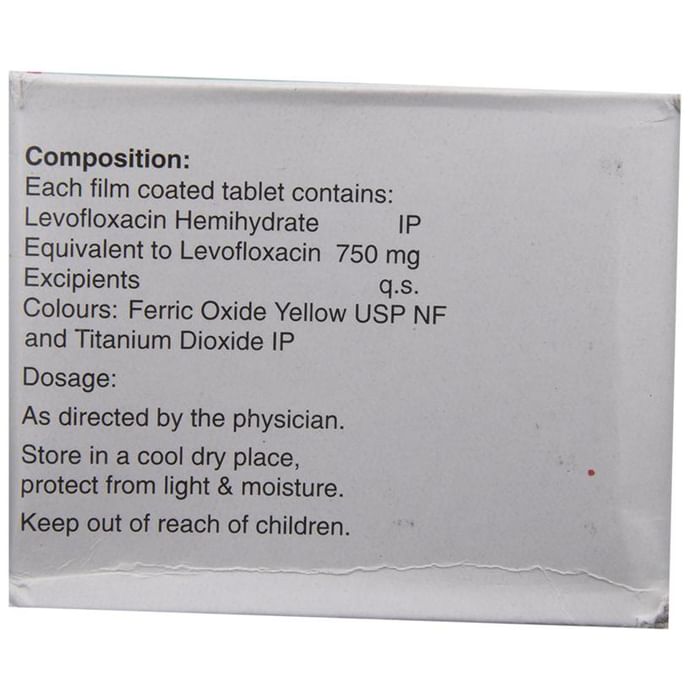 Composition:
Each film coated tablet contains:
Levofloxacin Hemihydrate IP
Equivalent to Levofloxacin 750 mg
Excipients q.s.
Colours: Ferric Oxide Yellow USP NF
and Titanium Dioxide IP
Dosage:
As directed by the physician.
Store in a cool dry place,
protect from light & moisture.
Keep out of reach of children.